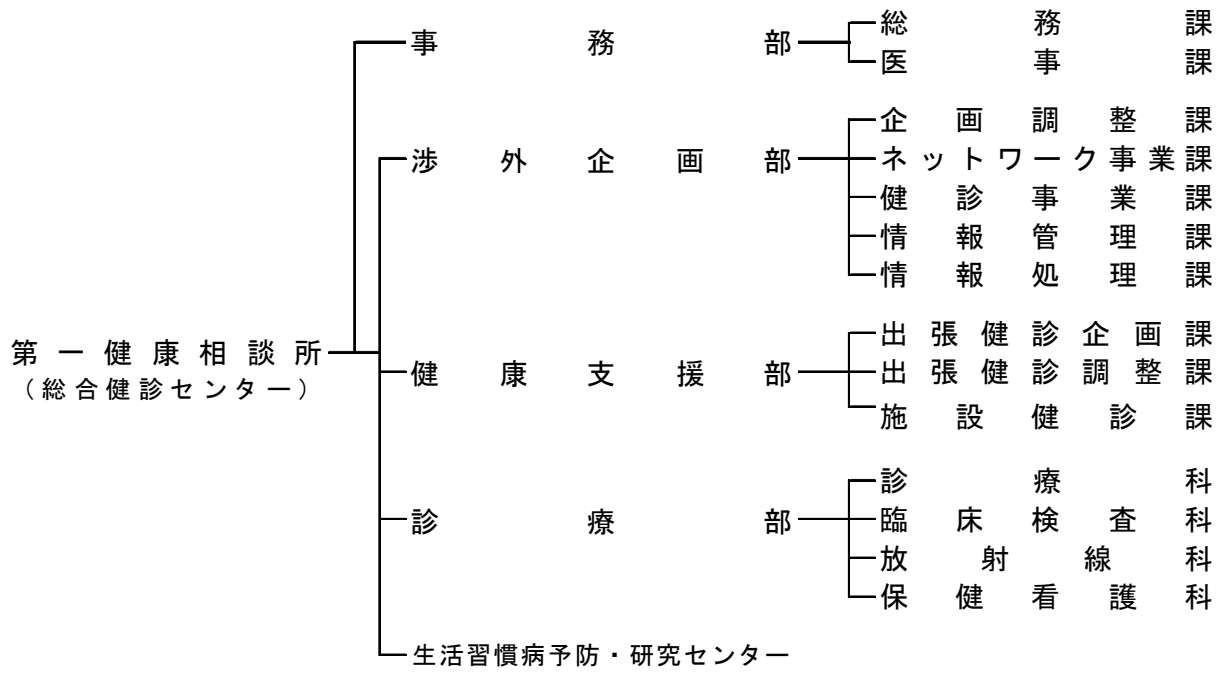 第一健康相談所
（総合健診センター）
事務部
総務課
医事課
渉外企画部
企画調整課
ネットワーク事業課
健診事業課
情報管理課
情報処理課
健康支援部
出張健診企画課
出張健診調整課
施設健診課
診療部
診療科
臨床検査科
放射線科
保健看護科
生活習慣病予防・研究センター